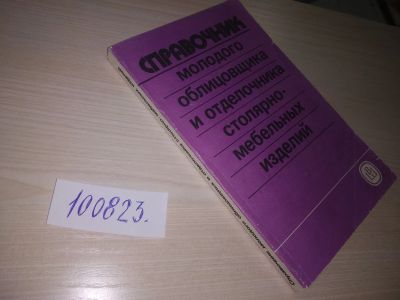 СПРАВОЧНИК
молодого
облицовщика
и отделочника
столярно-
мебельных
изделий
100823.